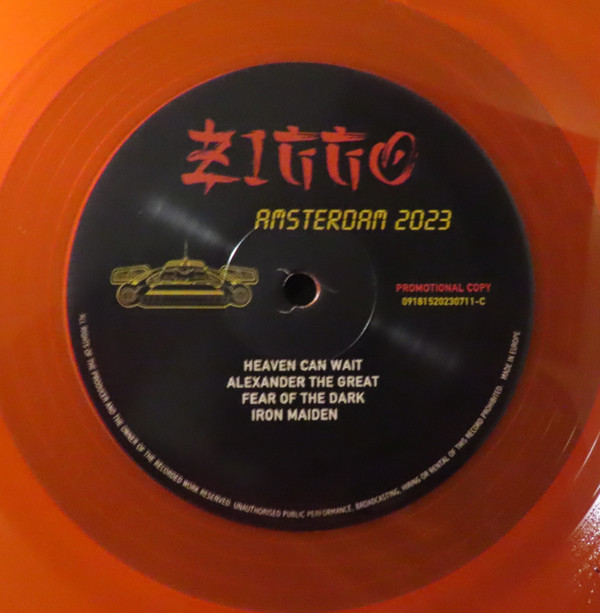 ZIGGO
AMSTERDAM 2023
PROMOTIONAL COPY
09181520230711-C
HEAVEN CAN WAIT
ALEXANDER THE GREAT
FEAR OF THE DARK
IRON MAIDEN
ALL RIGHTS OF THE PRODUCER AND THE OWNER OF THE RECORDED WORK RESERVED UNAUTHORISED PUBLIC PERFORMANCE, BROADCASTING, HIRING OR RENTAL OF THIS RECORD PROHIBITED MADE IN EUROPE